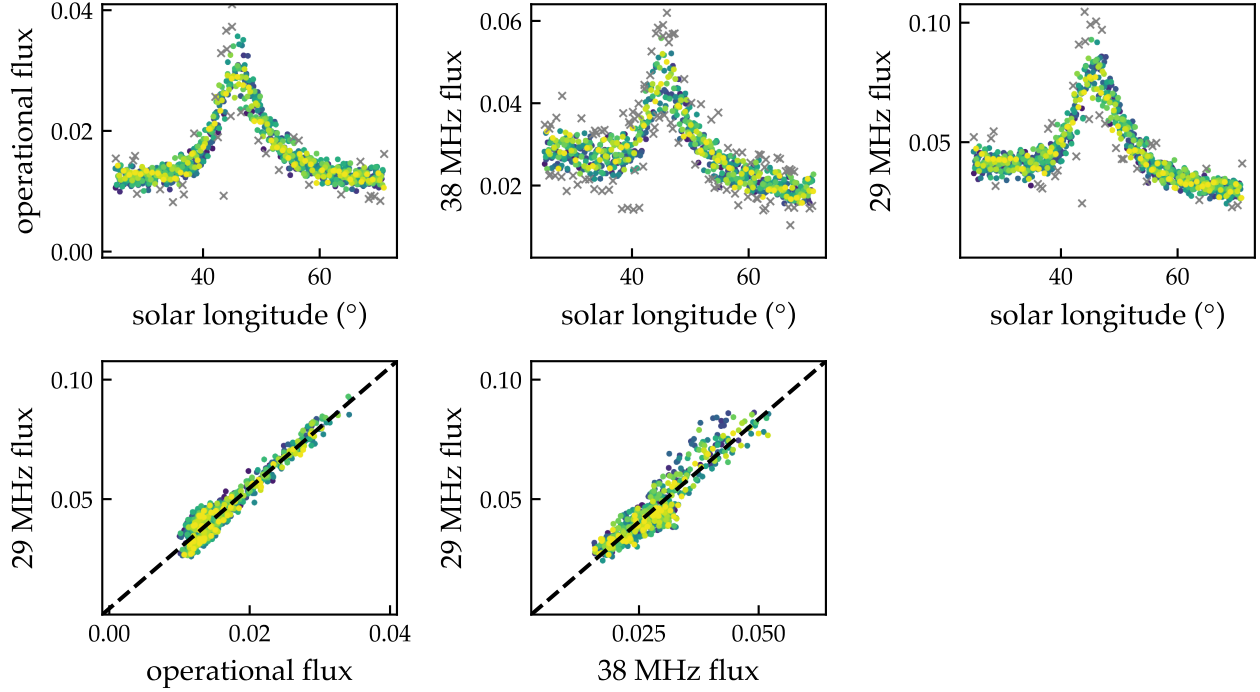 0.04
0.02
0.00
operational flux
40 60
solar longitude (°)
0.06
0.04
0.02
38 MHz flux
40 60
solar longitude (°)
0.10
0.05
29 MHz flux
40 60
solar longitude (°)
0.10
0.05
29 MHz flux
0.00 0.02 0.04
operational flux
0.10
0.05
29 MHz flux
0.025 0.050
38 MHz flux